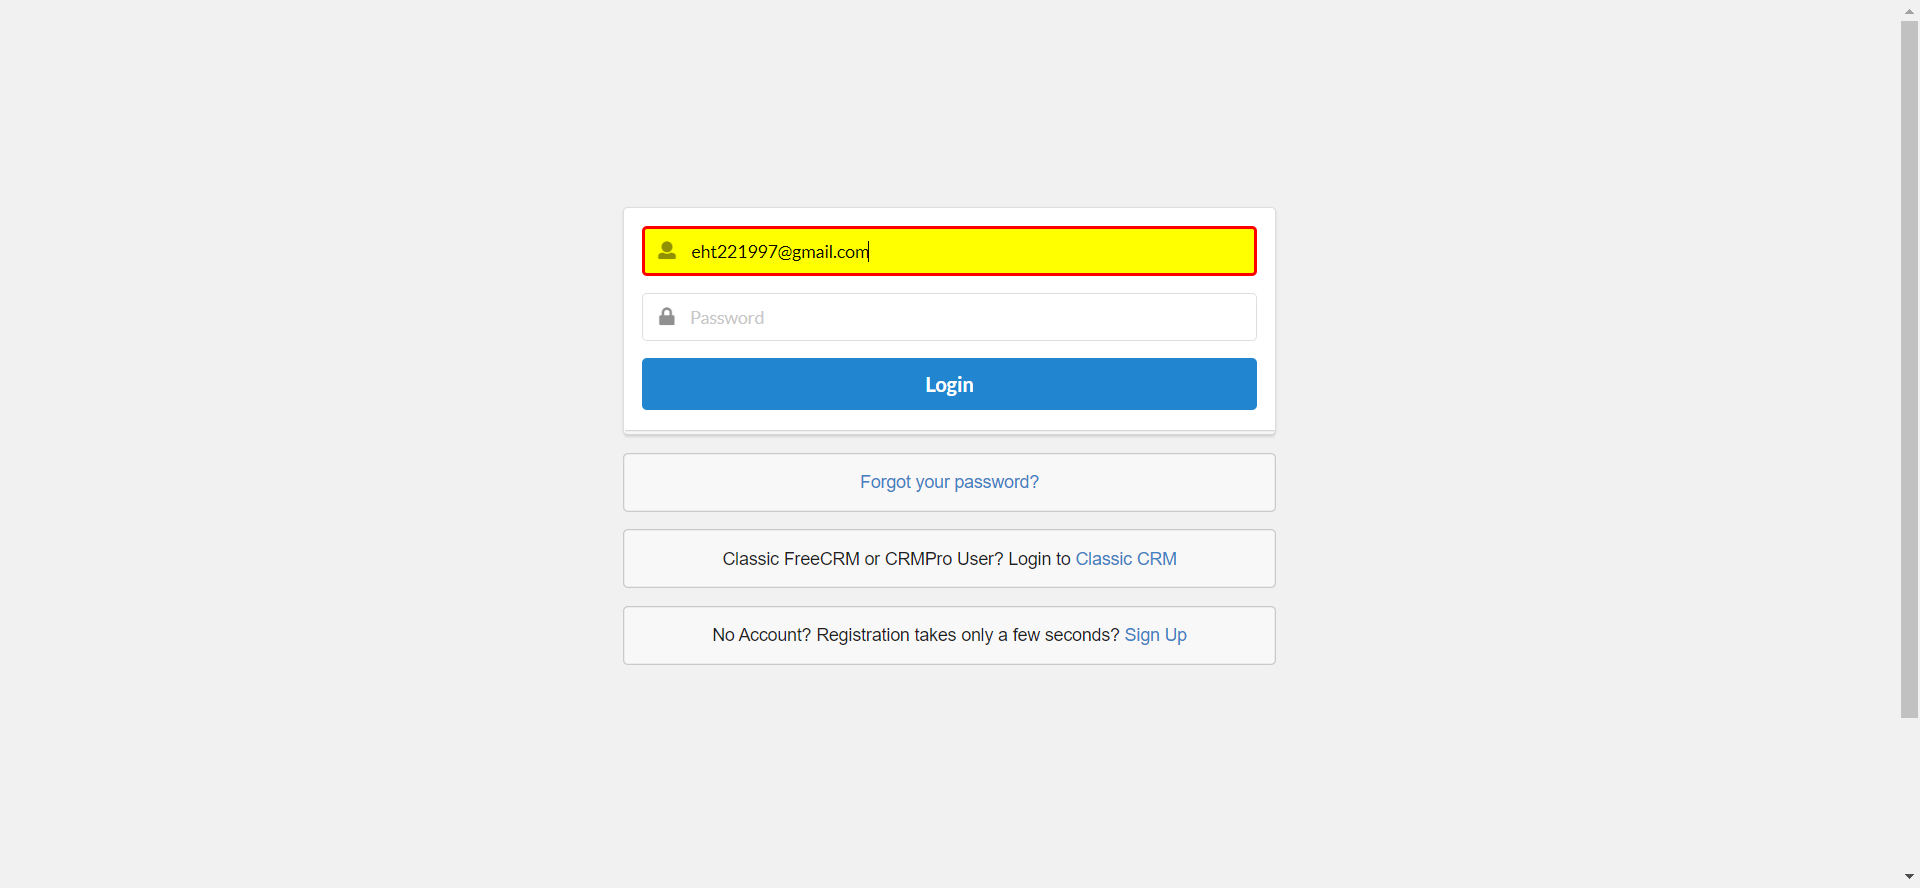 eht221997@gmail.com
Password
Login
Forgot your password?
Classic FreeCRM or CRMPro User? Login to Classic CRM
No Account? Registration takes only a few seconds? Sign Up